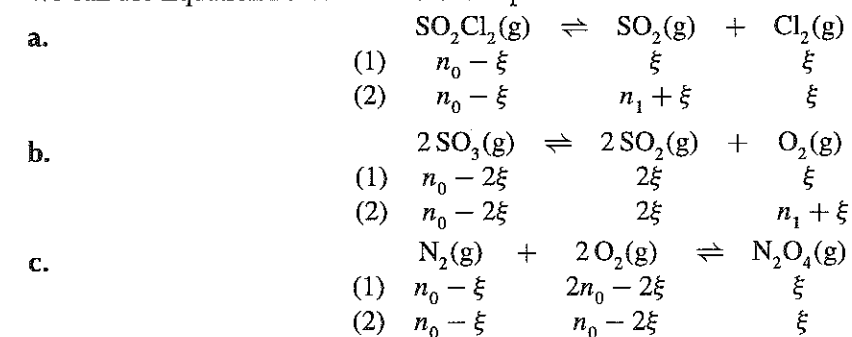 a. SO₂Cl₂(g) ⇌ SO₂(g) + Cl₂(g)
(1) n₀ − ξ ξ ξ
(2) n₀ − ξ n₁ + ξ ξ
b. 2 SO₃(g) ⇌ 2 SO₂(g) + O₂(g)
(1) n₀ − 2ξ 2ξ ξ
(2) n₀ − 2ξ 2ξ n₁ + ξ
c. N₂(g) + 2 O₂(g) ⇌ N₂O₄(g)
(1) n₀ − ξ 2n₀ − 2ξ ξ
(2) n₀ − ξ n₀ − 2ξ ξ